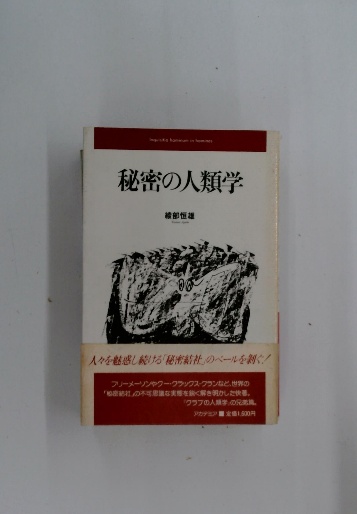 秘密の人類学
綾部恒雄
人々を魅惑し続ける「秘密結社」のベールを剥ぐ!
フリーメーソンやクー・クラックス・クランなど、世界の
「秘密結社」の不可思議な実態を鋭く解き明かした快著。
『クラブの人類学』の兄弟篇。
アカデミア 定価1,500円